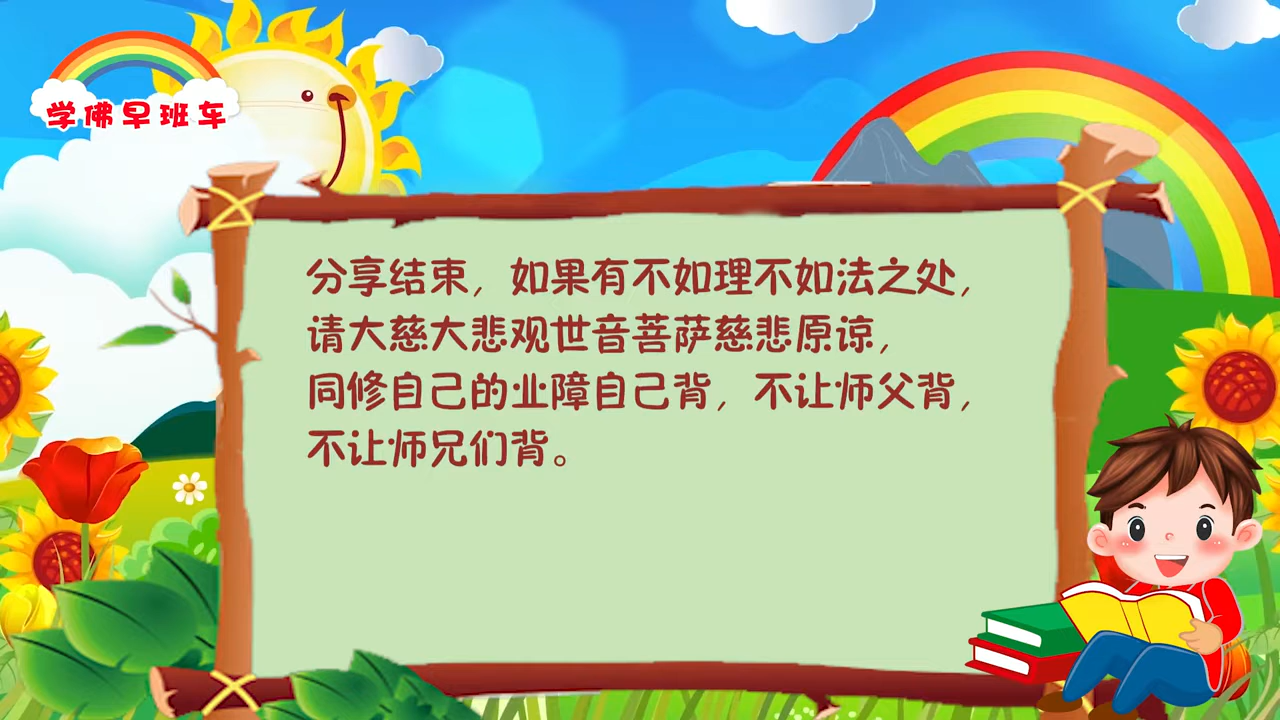 学佛早班车
分享结束，如果有不如理不如法之处，
请大慈大悲观世音菩萨慈悲原谅，
同修自己的业障自己背，不让师父背，
不让师兄们背。